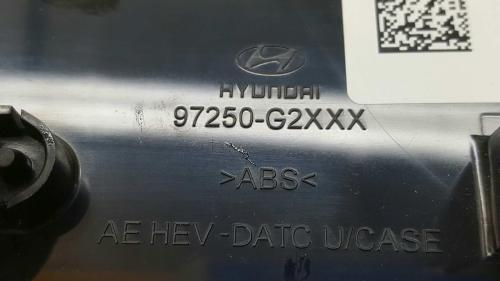 HYUNDAI
97250-G2XXX
>ABS<
AE HEV-DATC U/CASE